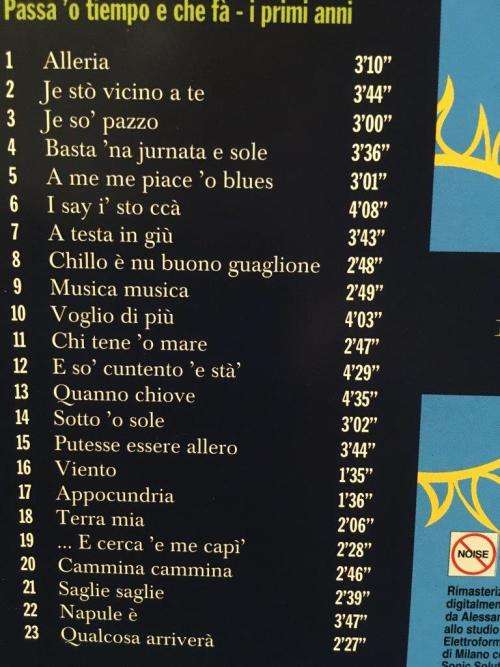 Passa 'o tiempo e che fà - i primi anni
1 Alleria 3'10"
2 Je stò vicino a te 3'44"
3 Je so' pazzo 3'00"
4 Basta 'na jurnata e sole 3'36"
5 A me me piace 'o blues 3'01"
6 I say i' sto ccà 4'08"
7 A testa in giù 3'43"
8 Chillo è nu buono guaglione 2'48"
9 Musica musica 2'49"
10 Voglio di più 4'03"
11 Chi tene 'o mare 2'47"
12 E so' cuntento 'e stà' 4'29"
13 Quanno chiove 4'35"
14 Sotto 'o sole 3'02"
15 Putesse essere allero 3'44"
16 Viento 1'35"
17 Appocundria 1'36"
18 Terra mia 2'06"
19 ... E cerca 'e me capì' 2'28"
20 Cammina cammina 2'46"
21 Saglie saglie 2'39"
22 Napule è 3'47"
23 Qualcosa arriverà 2'27"
NOISE
Rimasteriz
digitalmen
da Alessan
allo studio
Elettroform
di Milano c